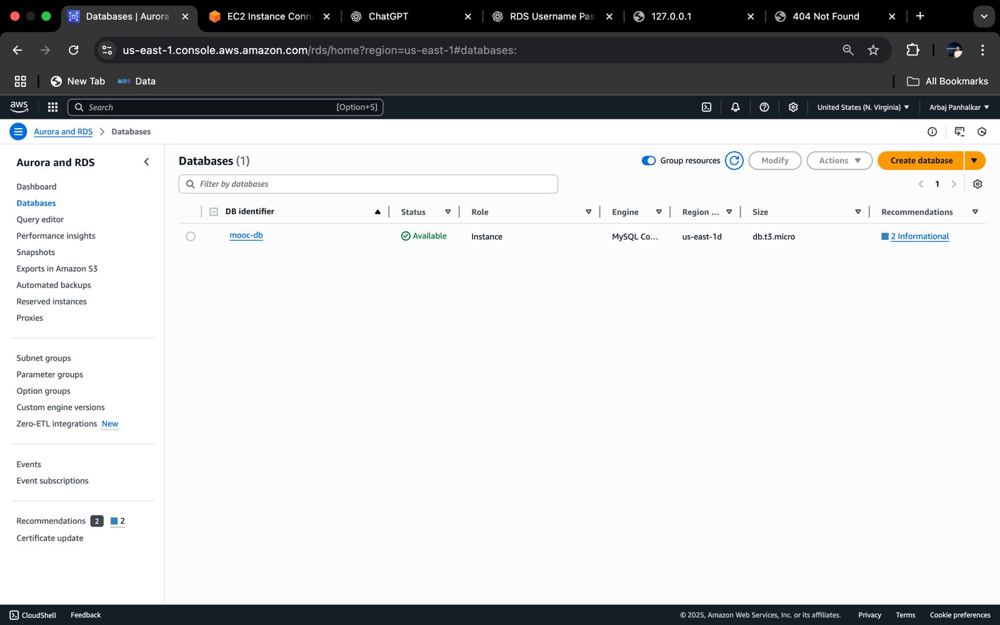 Databases | Aurora
EC2 Instance Conn
ChatGPT
RDS Username Pas
127.0.0.1
404 Not Found
us-east-1.console.aws.amazon.com/rds/home?region=us-east-1#databases:
New Tab
MDB Data
All Bookmarks
aws
Search
[Option+S]
United States (N. Virginia)
Arbaj Panhalkar
Aurora and RDS
Databases
Aurora and RDS
Dashboard
Databases
Query editor
Performance insights
Snapshots
Exports in Amazon S3
Automated backups
Reserved instances
Proxies
Subnet groups
Parameter groups
Option groups
Custom engine versions
Zero-ETL integrations New
Events
Event subscriptions
Recommendations 2 2
Certificate update
Databases (1)
Group resources
Modify
Actions
Create database
Filter by databases
1
DB identifier Status Role Engine Region ... Size Recommendations
mooc-db Available Instance MySQL Co... us-east-1d db.t3.micro 2 Informational
CloudShell
Feedback
© 2025, Amazon Web Services, Inc. or its affiliates.
Privacy
Terms
Cookie preferences